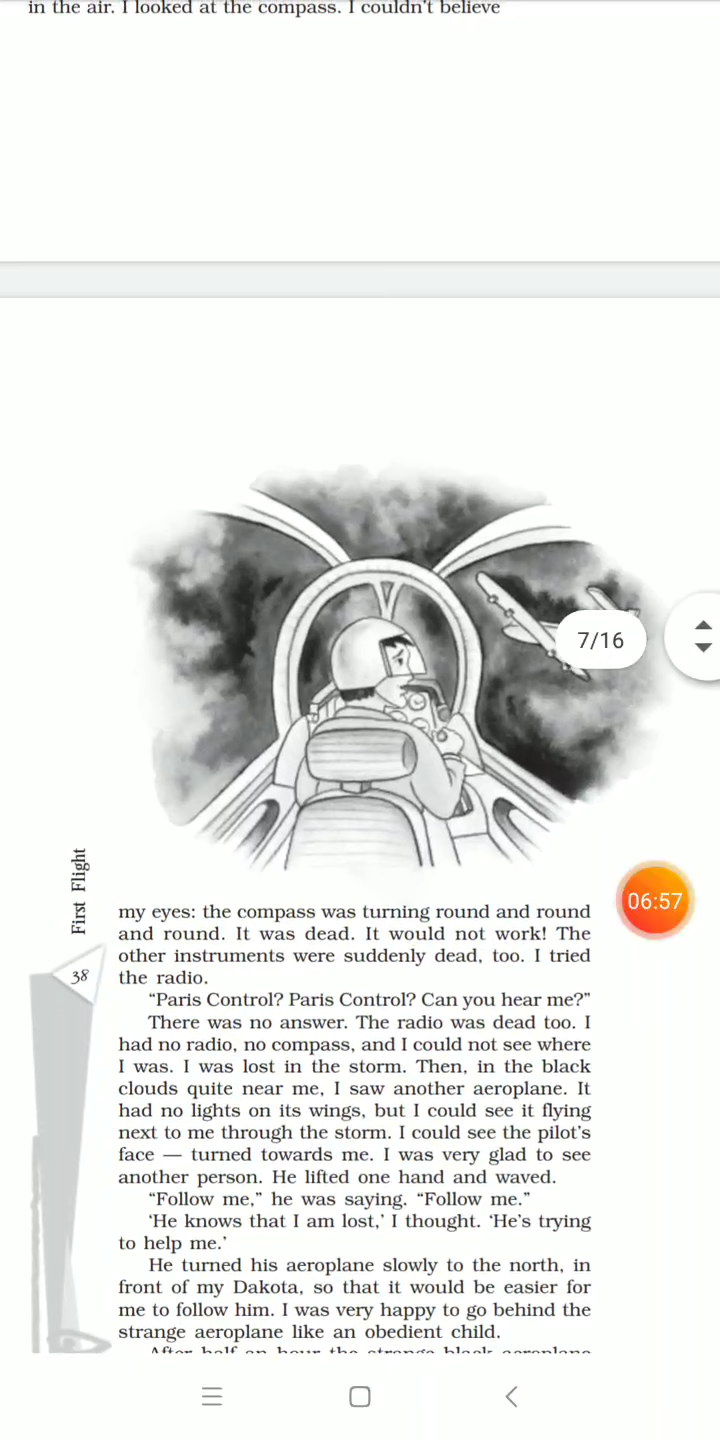 in the air. I looked at the compass. I couldn't believe
7/16
06:57
First Flight
38
my eyes: the compass was turning round and round
and round. It was dead. It would not work! The
other instruments were suddenly dead, too. I tried
the radio.
“Paris Control? Paris Control? Can you hear me?”
There was no answer. The radio was dead too. I
had no radio, no compass, and I could not see where
I was. I was lost in the storm. Then, in the black
clouds quite near me, I saw another aeroplane. It
had no lights on its wings, but I could see it flying
next to me through the storm. I could see the pilot’s
face — turned towards me. I was very glad to see
another person. He lifted one hand and waved.
“Follow me,” he was saying. “Follow me.”
‘He knows that I am lost,’ I thought. ‘He’s trying
to help me.’
He turned his aeroplane slowly to the north, in
front of my Dakota, so that it would be easier for
me to follow him. I was very happy to go behind the
strange aeroplane like an obedient child.
After half an hour the strange black aeroplane